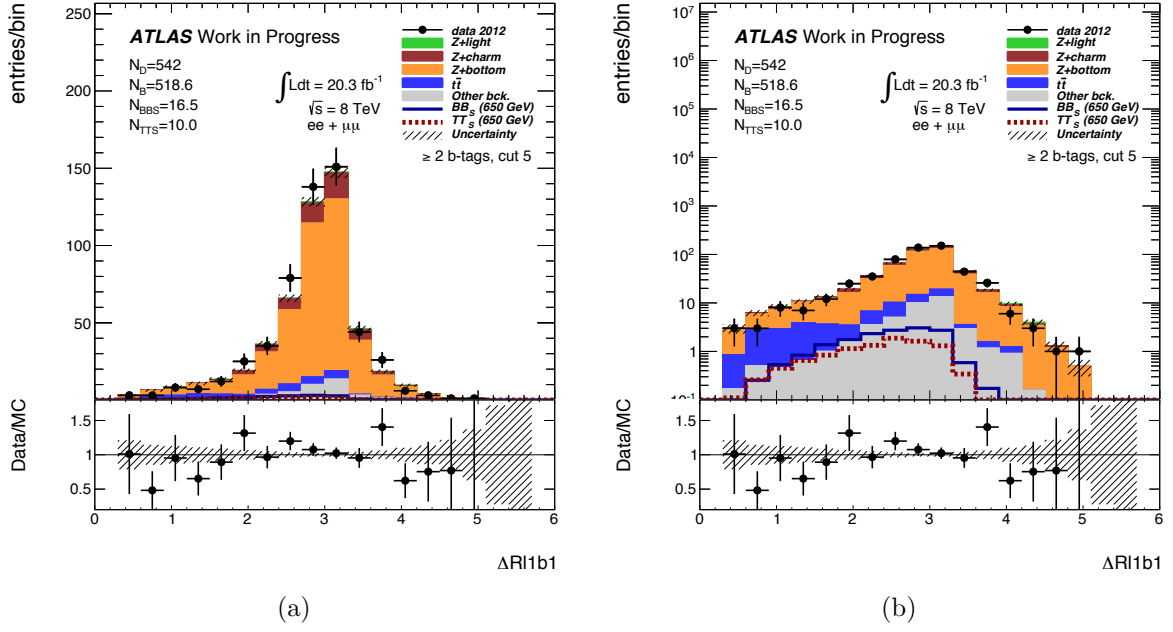 entries/bin
250
200
150
100
50
ATLAS Work in Progress
N_D=542
N_B=518.6
N_BBS=16.5
N_TTS=10.0
∫Ldt = 20.3 fb⁻¹
√s = 8 TeV
ee + μμ
data 2012
Z+light
Z+charm
Z+bottom
tt̄
Other bck.
BB_S (650 GeV)
TT_S (650 GeV)
Uncertainty
≥ 2 b-tags, cut 5
Data/MC
1.5
1
0.5
0 1 2 3 4 5 6
ΔRl1b1
(a)
entries/bin
10⁷
10⁶
10⁵
10⁴
10³
10²
10
1
10⁻¹
ATLAS Work in Progress
N_D=542
N_B=518.6
N_BBS=16.5
N_TTS=10.0
∫Ldt = 20.3 fb⁻¹
√s = 8 TeV
ee + μμ
data 2012
Z+light
Z+charm
Z+bottom
tt̄
Other bck.
BB_S (650 GeV)
TT_S (650 GeV)
Uncertainty
≥ 2 b-tags, cut 5
Data/MC
1.5
1
0.5
0 1 2 3 4 5 6
ΔRl1b1
(b)